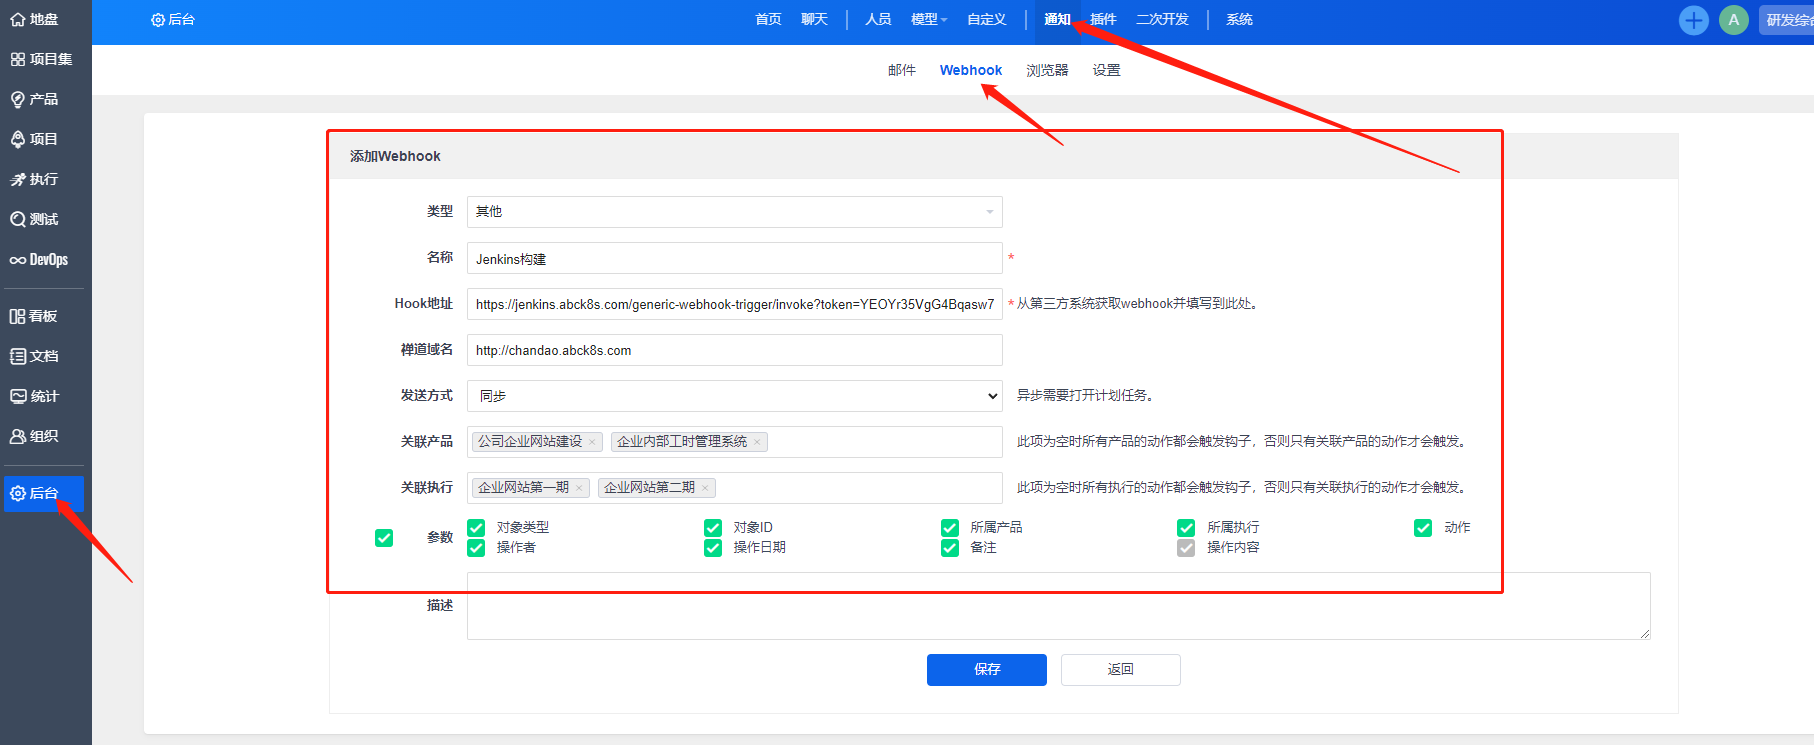 地盘
项目集
产品
项目
执行
测试
DevOps
看板
文档
统计
组织
后台
后台
首页 聊天 人员 模型 自定义 通知 插件 二次开发 系统
A
研发综合
邮件 Webhook 浏览器 设置
添加Webhook
类型 其他
名称 Jenkins构建 *
Hook地址 https://jenkins.abck8s.com/generic-webhook-trigger/invoke?token=YEOYr35VgG4Bqasw7 * 从第三方系统获取webhook并填写到此处。
禅道域名 http://chandao.abck8s.com
发送方式 同步 异步需要打开计划任务。
关联产品 公司企业网站建设 × 企业内部工时管理系统 × 此项为空时所有产品的动作都会触发钩子，否则只有关联产品的动作才会触发。
关联执行 企业网站第一期 × 企业网站第二期 × 此项为空时所有执行的动作都会触发钩子，否则只有关联执行的动作才会触发。
参数 对象类型 对象ID 所属产品 所属执行 动作
操作者 操作日期 备注 操作内容
描述
保存 返回